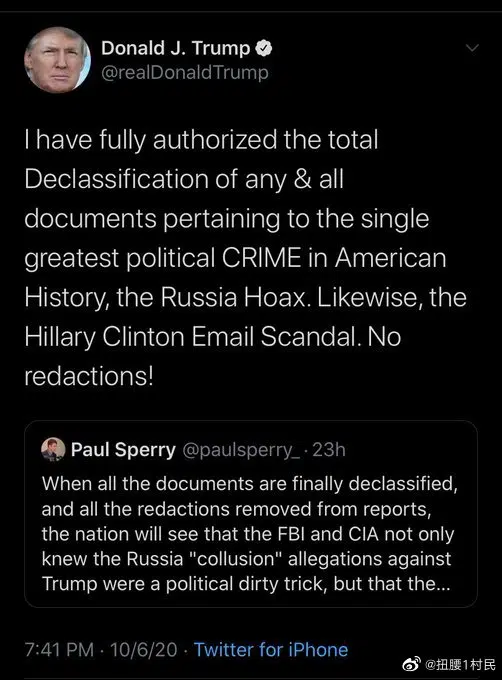 Donald J. Trump
@realDonaldTrump
I have fully authorized the total
Declassification of any & all
documents pertaining to the single
greatest political CRIME in American
History, the Russia Hoax. Likewise, the
Hillary Clinton Email Scandal. No
redactions!
Paul Sperry @paulsperry_ · 23h
When all the documents are finally declassified,
and all the redactions removed from reports,
the nation will see that the FBI and CIA not only
knew the Russia "collusion" allegations against
Trump were a political dirty trick, but that the...
7:41 PM · 10/6/20 · Twitter for iPhone
@扭腰1村民